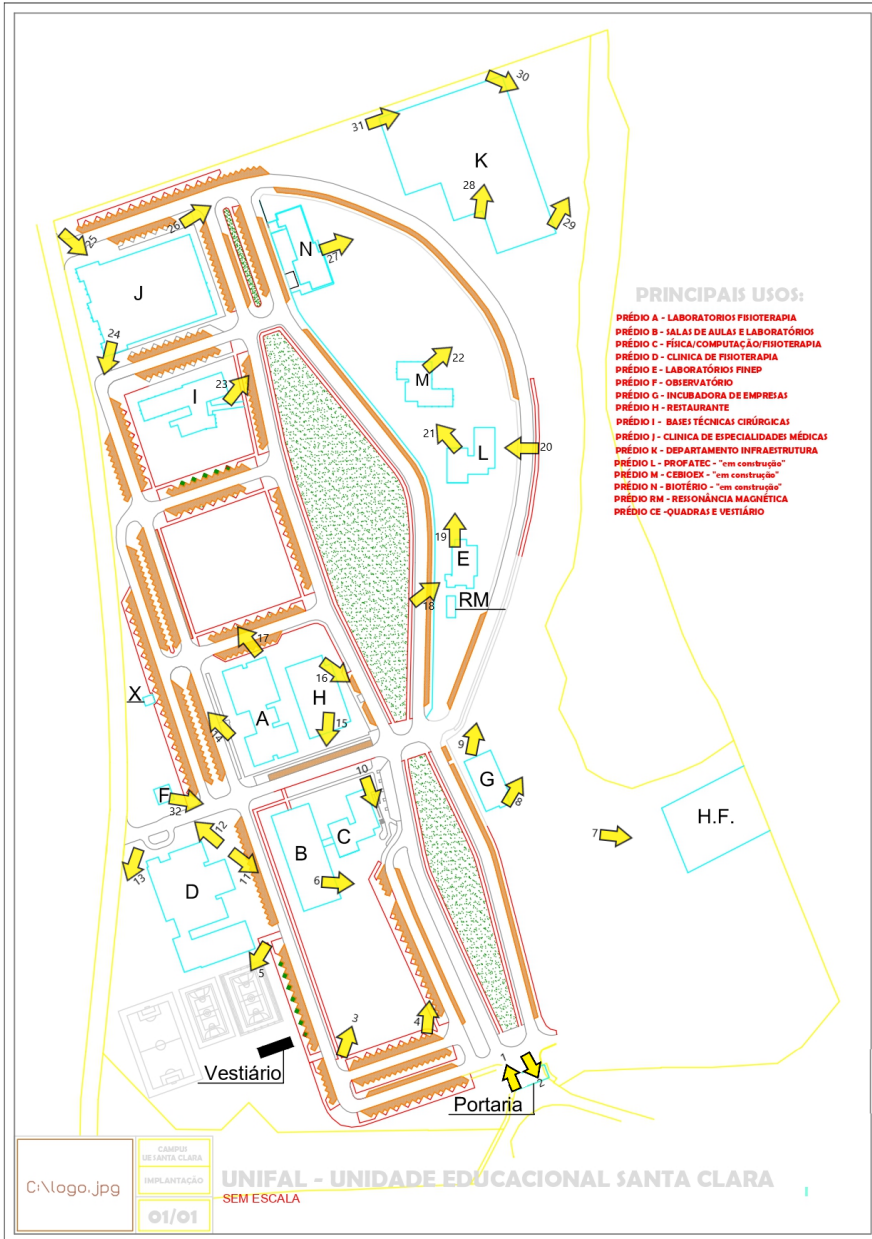 30
31
K
28
29
25
26
N
27
J
24
22
M
23
I
21
L
20
19
E
18
RM
17
16
H
15
A
14
X
9
10
G
8
F
32
12
7
H.F.
C
B
6
11
13
D
5
3
4
1
2
Vestiário
Portaria
PRINCIPAIS USOS:
PRÉDIO A - LABORATORIOS FISIOTERAPIA
PRÉDIO B - SALAS DE AULAS E LABORATÓRIOS
PRÉDIO C - FÍSICA/COMPUTAÇÃO/FISIOTERAPIA
PRÉDIO D - CLINICA DE FISIOTERAPIA
PRÉDIO E - LABORATÓRIOS FINEP
PRÉDIO F - OBSERVATÓRIO
PRÉDIO G - INCUBADORA DE EMPRESAS
PRÉDIO H - RESTAURANTE
PRÉDIO I - BASES TÉCNICAS CIRÚRGICAS
PRÉDIO J - CLINICA DE ESPECIALIDADES MÉDICAS
PRÉDIO K - DEPARTAMENTO INFRAESTRUTURA
PRÉDIO L - PROFATEC - "em construção"
PRÉDIO M - CEBIOEX - "em construção"
PRÉDIO N - BIOTÉRIO - "em construção"
PRÉDIO RM - RESSONÂNCIA MAGNÉTICA
PRÉDIO CE -QUADRAS E VESTIÁRIO
C:\logo.jpg
CAMPUI
IMPLANTAÇÃO
01/01
UNIFAL - UNIDADE EDUCACIONAL SANTA CLARA
SEM ESCALA